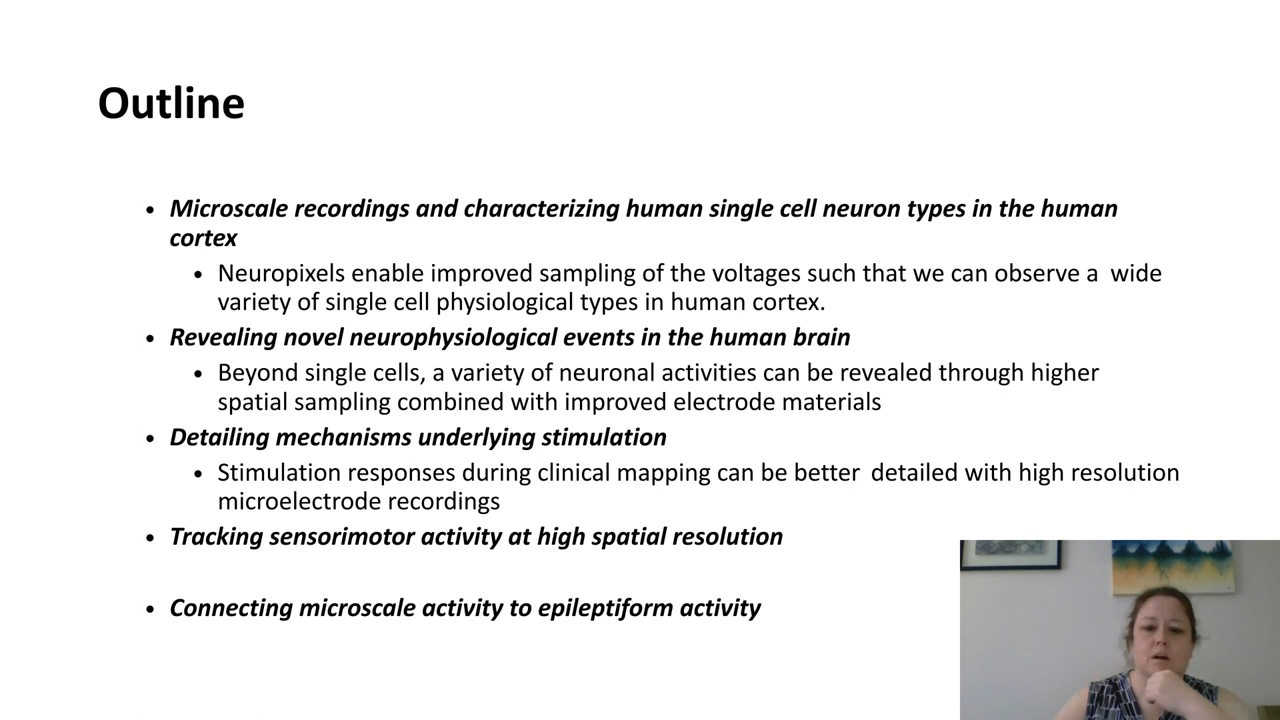 Outline
• Microscale recordings and characterizing human single cell neuron types in the human
cortex
• Neuropixels enable improved sampling of the voltages such that we can observe a  wide
variety of single cell physiological types in human cortex.
• Revealing novel neurophysiological events in the human brain
• Beyond single cells, a variety of neuronal activities can be revealed through higher
spatial sampling combined with improved electrode materials
• Detailing mechanisms underlying stimulation
• Stimulation responses during clinical mapping can be better  detailed with high resolution
microelectrode recordings
• Tracking sensorimotor activity at high spatial resolution
• Connecting microscale activity to epileptiform activity